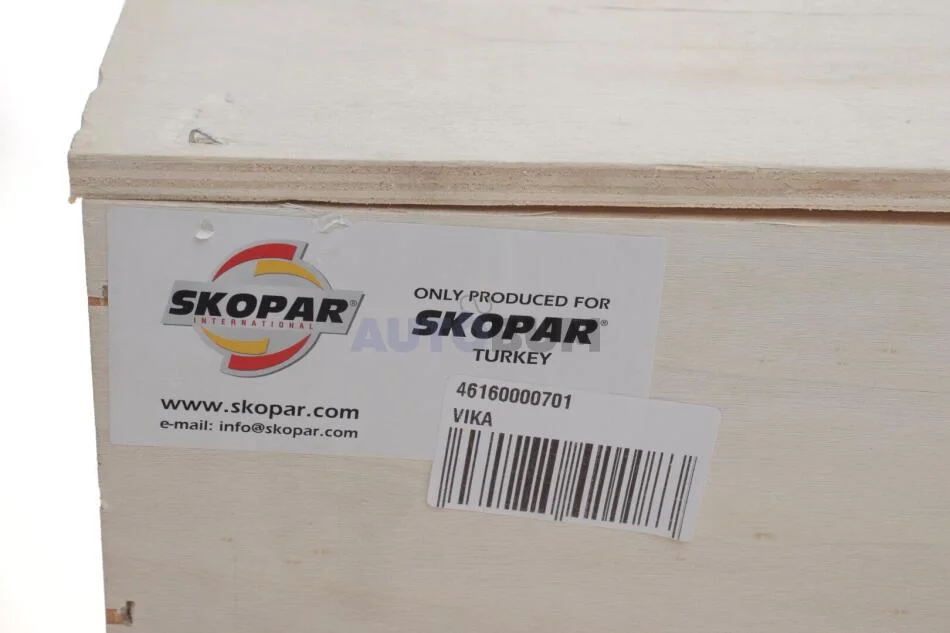 SKOPAR®
INTERNATIONAL
www.skopar.com
e-mail: info@skopar.com
ONLY PRODUCED FOR
SKOPAR®
TURKEY
46160000701
VIKA